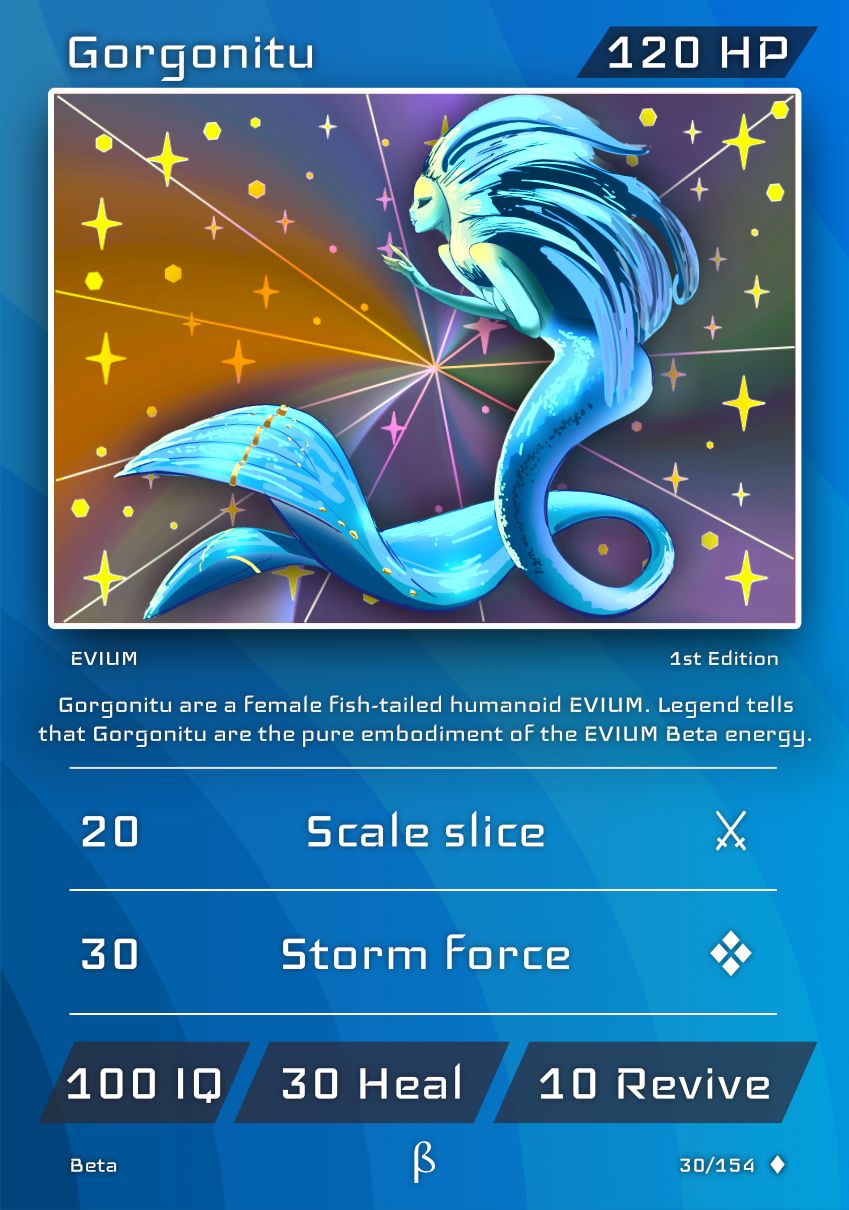 Gorgonitu
120 HP
EVIUM
1st Edition
Gorgonitu are a female fish-tailed humanoid EVIUM. Legend tells
that Gorgonitu are the pure embodiment of the EVIUM Beta energy.
20 Scale slice
30 Storm force
100 IQ 30 Heal 10 Revive
Beta β 30/154